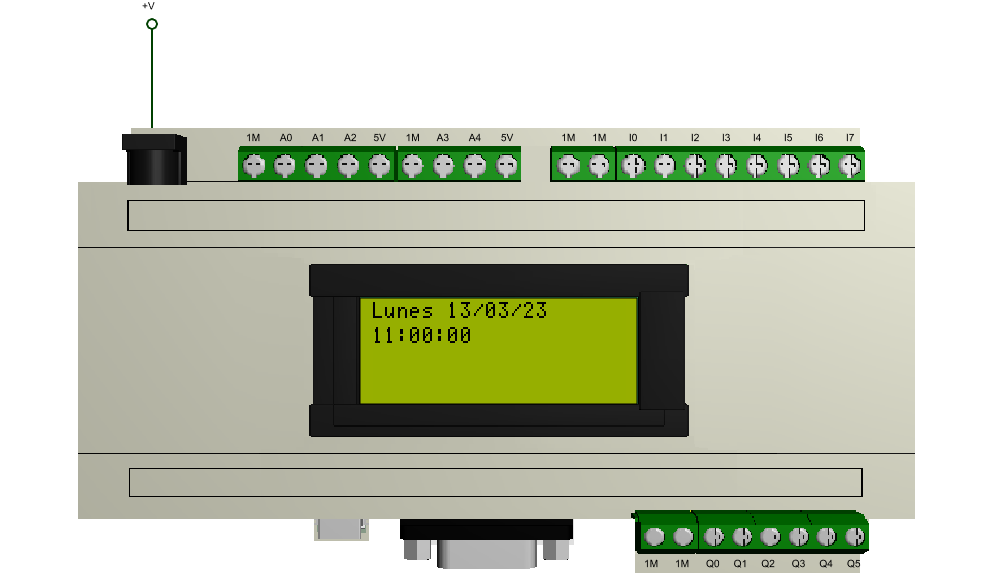 +V
1M A0 A1 A2 5V 1M A3 A4 5V 1M 1M I0 I1 I2 I3 I4 I5 I6 I7
Lunes 13/03/23
11:00:00
1M 1M Q0 Q1 Q2 Q3 Q4 Q5